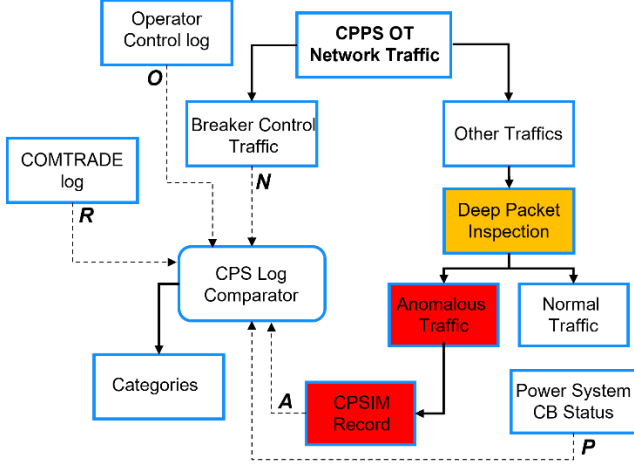 Operator
Control log
CPPS OT
Network Traffic
O
Breaker Control
Traffic
Other Traffics
COMTRADE
log
N
R
Deep Packet
Inspection
CPS Log
Comparator
Anomalous
Traffic
Normal
Traffic
Categories
A
CPSIM
Record
Power System
CB Status
P